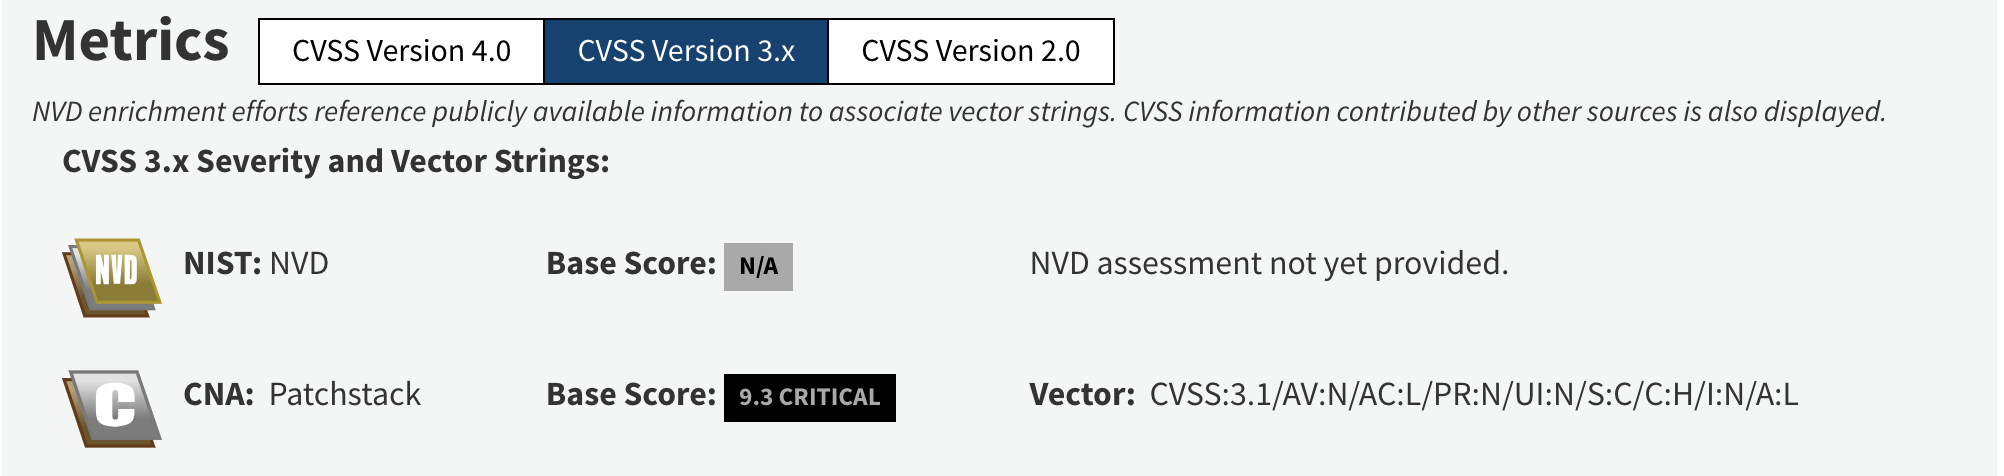 Metrics CVSS Version 4.0 CVSS Version 3.x CVSS Version 2.0
NVD enrichment efforts reference publicly available information to associate vector strings. CVSS information contributed by other sources is also displayed.
CVSS 3.x Severity and Vector Strings:
NVD NIST: NVD Base Score: N/A NVD assessment not yet provided.
C CNA: Patchstack Base Score: 9.3 CRITICAL Vector: CVSS:3.1/AV:N/AC:L/PR:N/UI:N/S:C/C:H/I:N/A:L